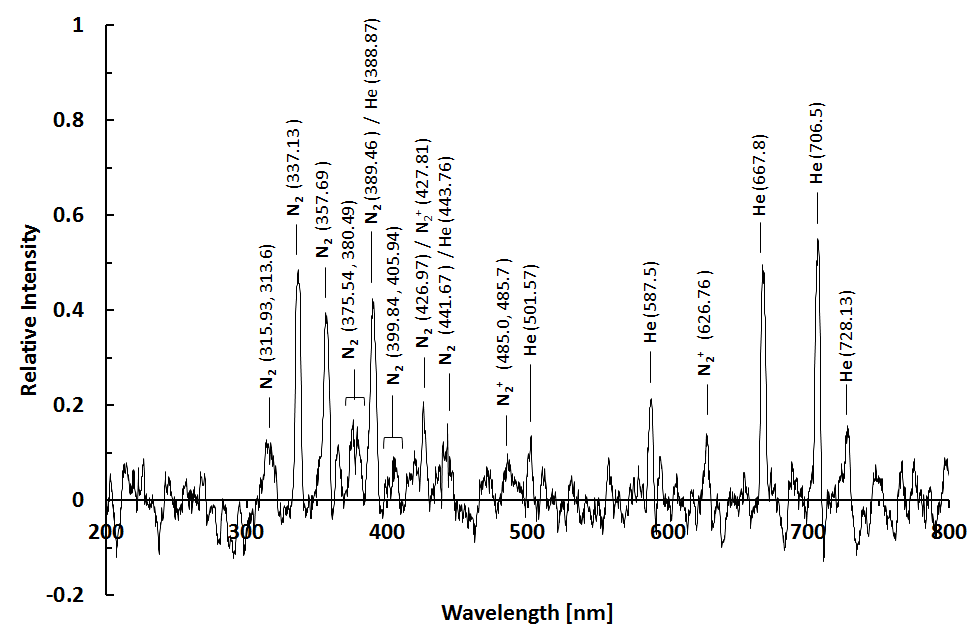 Relative Intensity
1
0.8
0.6
0.4
0.2
0
-0.2
200
300
400
500
600
700
800
Wavelength [nm]
N₂ (315.93, 313.6)
N₂ (337.13 )
N₂ (357.69 )
N₂ (375.54, 380.49)
N₂ (389.46 ) / He (388.87)
N₂ (399.84, 405.94)
N₂ (426.97) / N₂⁺ (427.81)
N₂ (441.67) / He (443.76)
N₂⁺ (485.0, 485.7)
He (501.57)
He (587.5)
N₂⁺ (626.76 )
He (667.8)
He (706.5)
He (728.13)